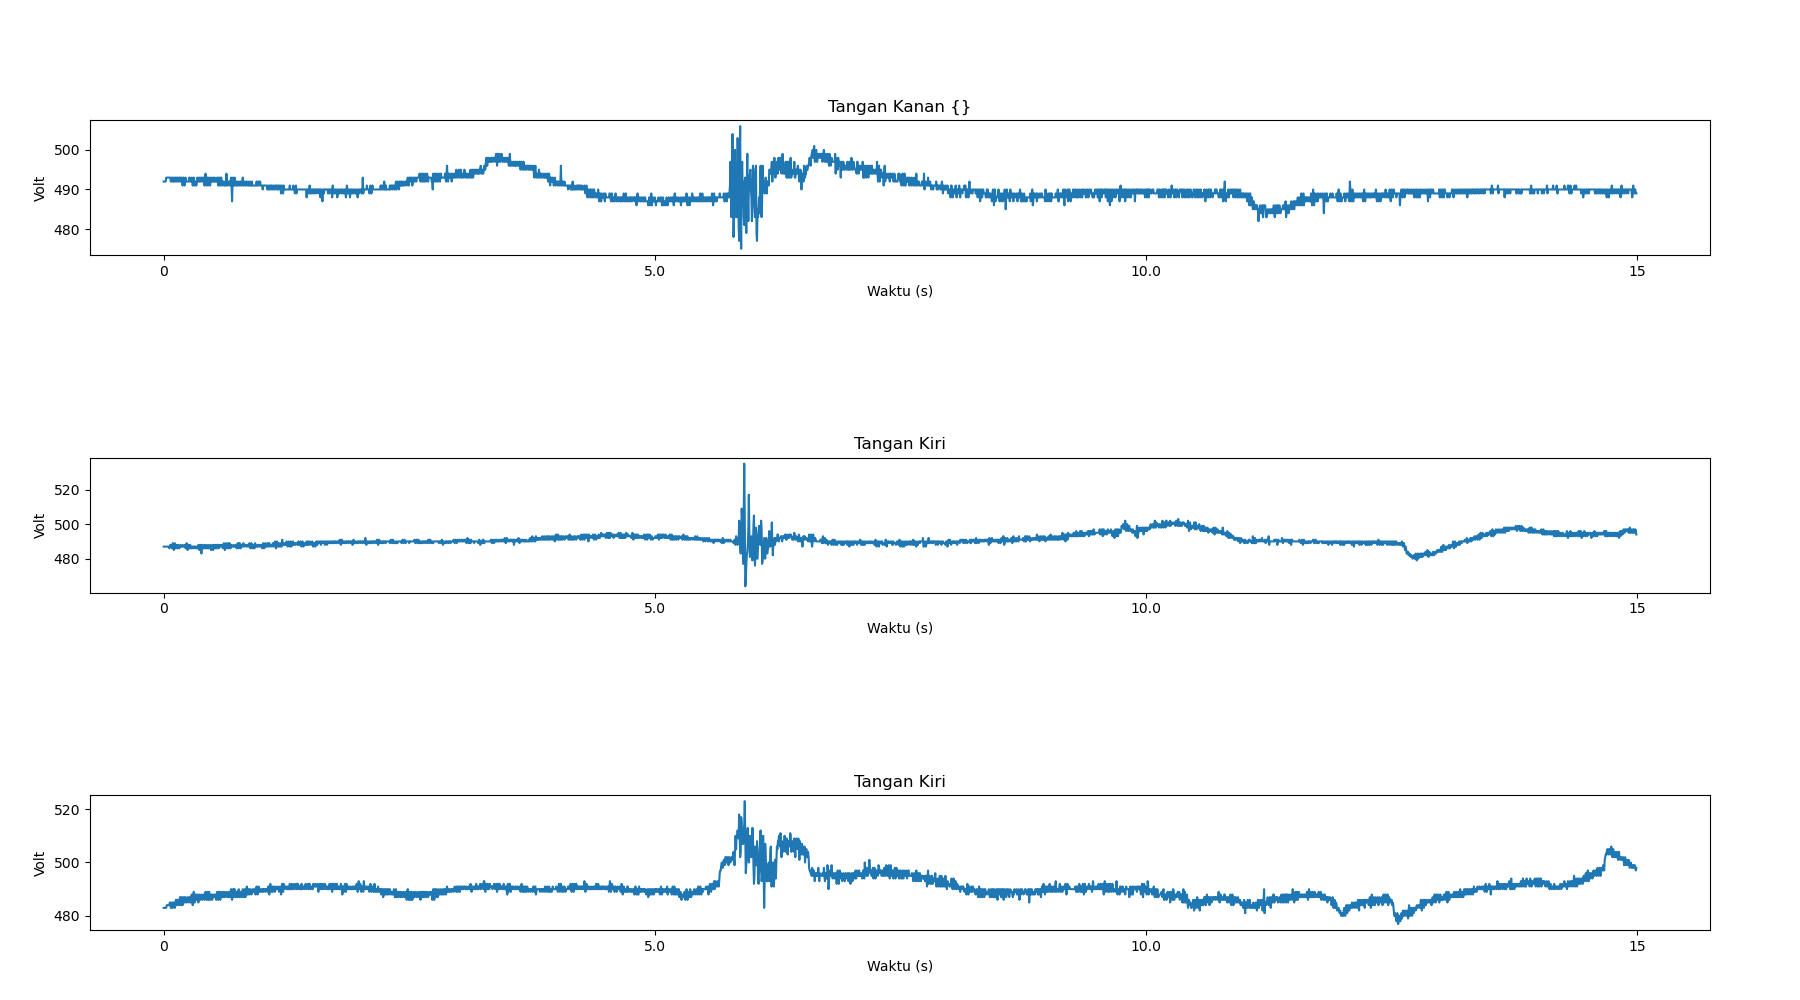 Tangan Kanan {}
Volt
500
490
480
0 5.0 10.0 15
Waktu (s)
Tangan Kiri
Volt
520
500
480
0 5.0 10.0 15
Waktu (s)
Tangan Kiri
Volt
520
500
480
0 5.0 10.0 15
Waktu (s)